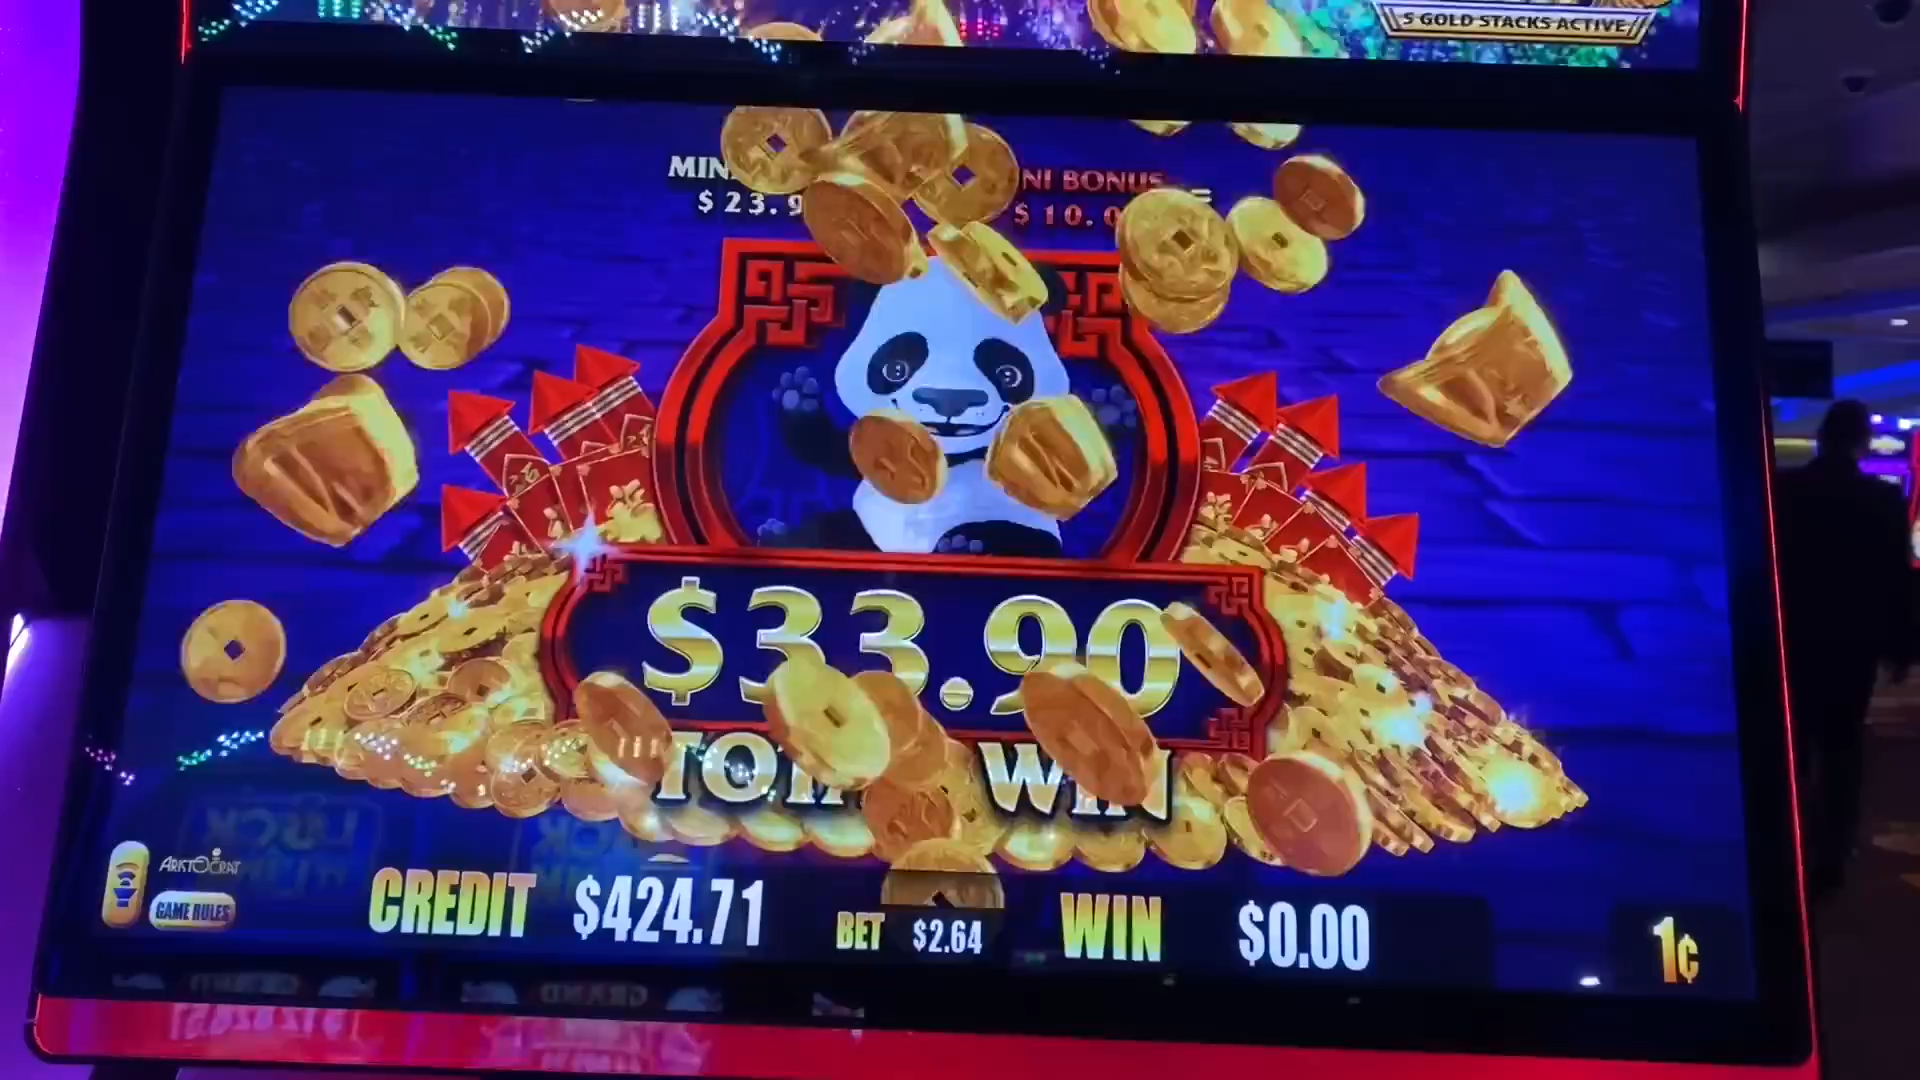 5 GOLD STACKS ACTIVE
NI BONUS
$23.9
$10.0
$33.90
WIN
ARISTOCRAT
GAME RULES
CREDIT $424.71 BET $2.64 WIN $0.00 1¢